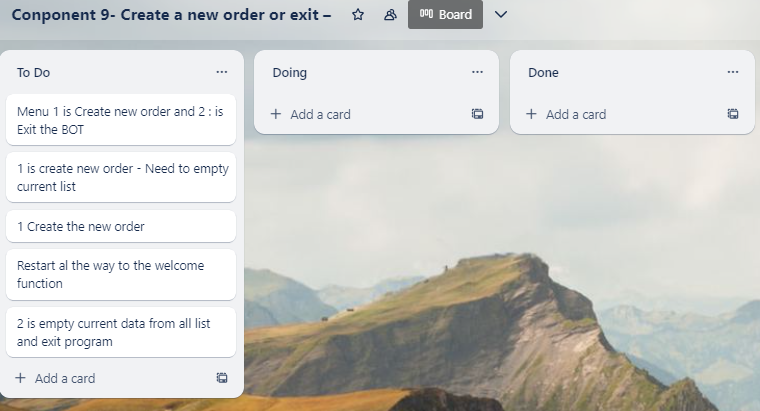 Conponent 9- Create a new order or exit –
Board
To Do
Menu 1 is Create new order and 2 : is
Exit the BOT
1 is create new order - Need to empty
current list
1 Create the new order
Restart al the way to the welcome
function
2 is empty current data from all list
and exit program
Add a card
Doing
Add a card
Done
Add a card